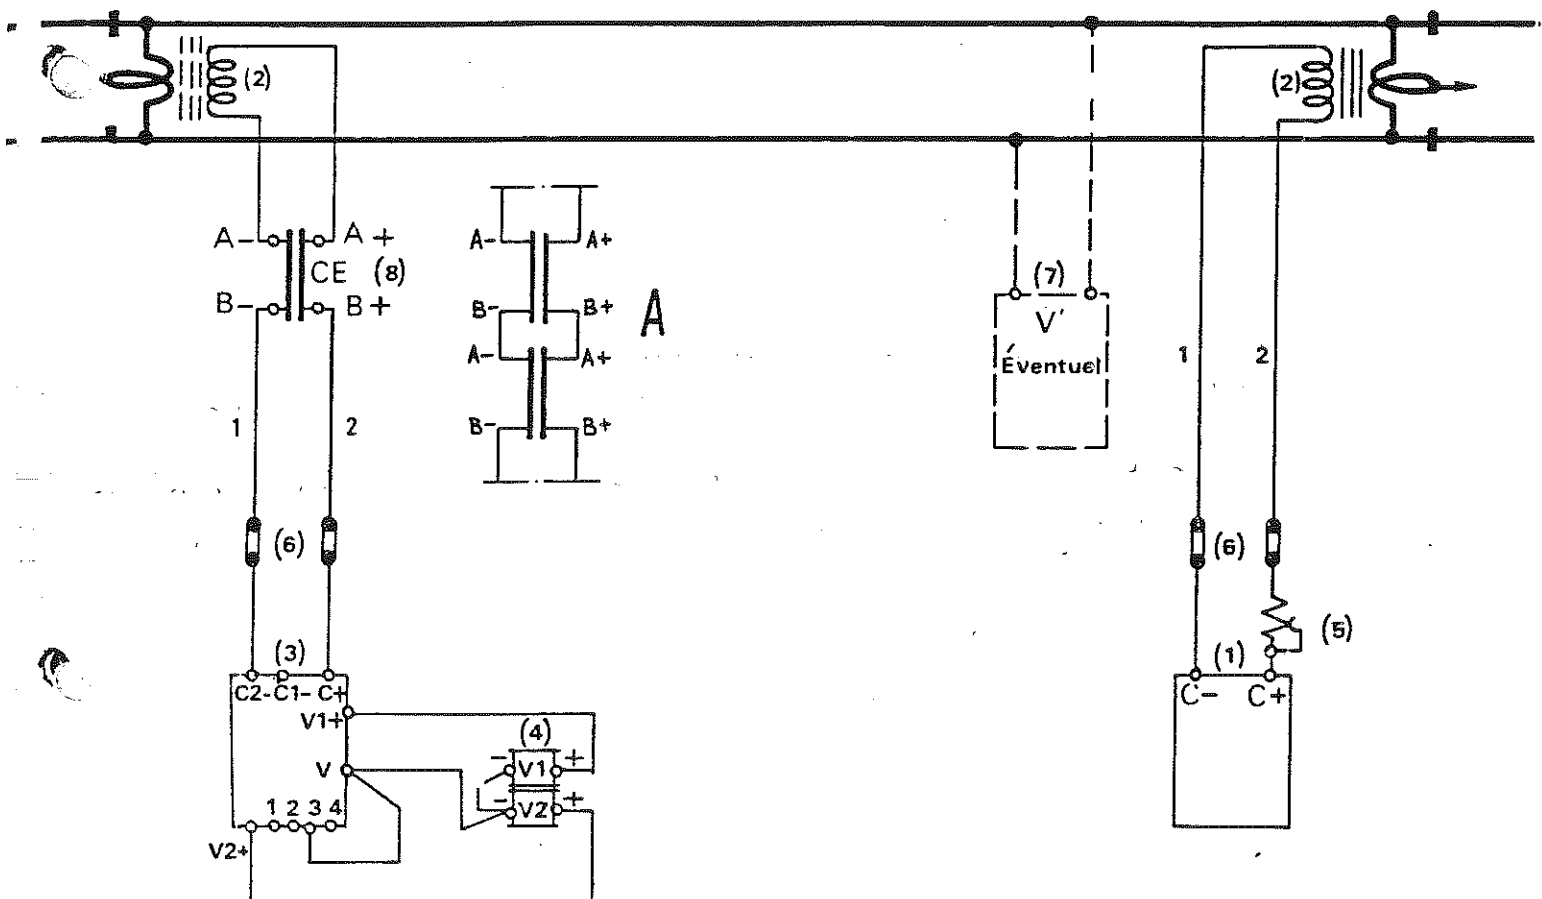 (2)
(2)
A- A+
CE (8)
B- B+
A- A+
B- B+
A- A+
B- B+
A
(7)
V'
Éventuel
1 2
1 2
(6)
(6)
(5)
(3)
C2- C1- C+
V1+
V
1 2 3 4
V2+
(4)
- V1 +
- V2 +
(1)
C- C+